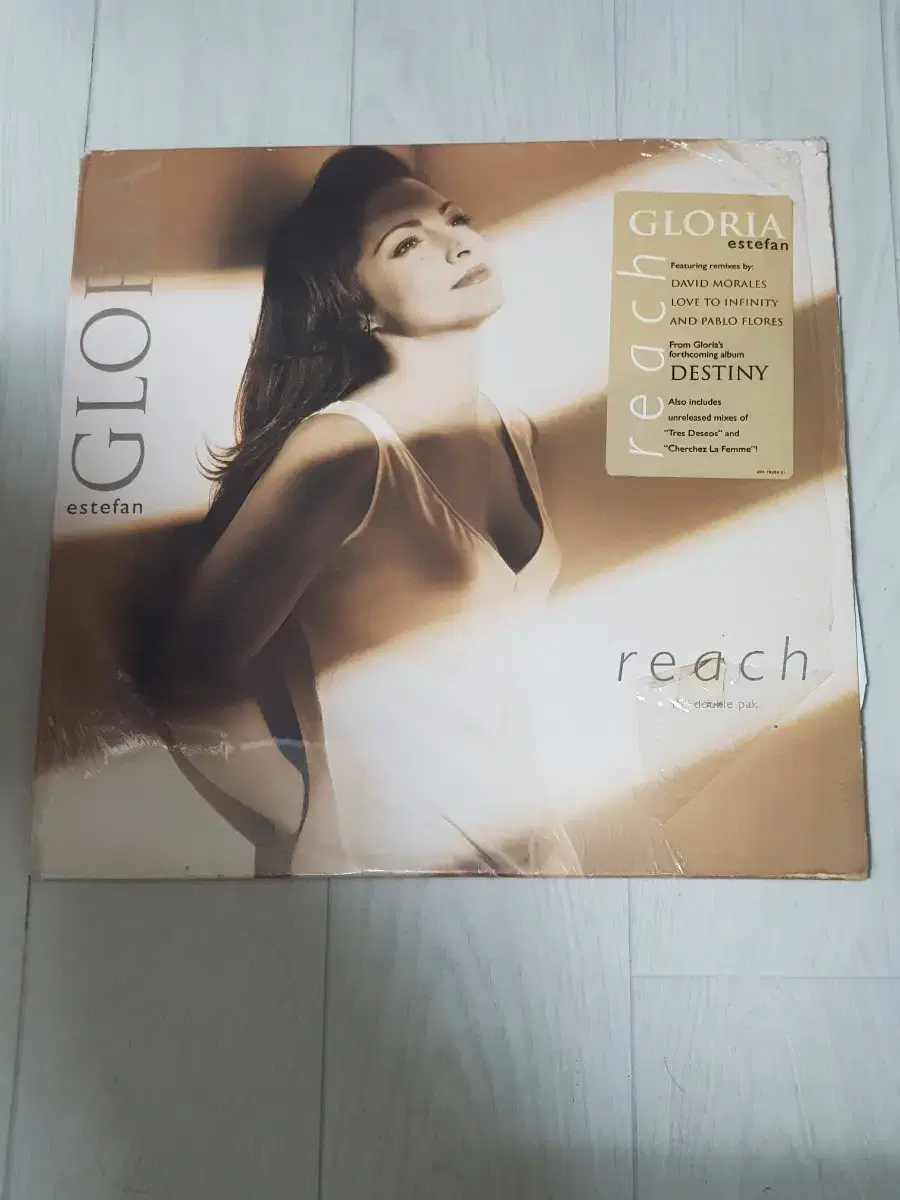 GLORIA
estefan
GLORIA
estefan
reach
Featuring remixes by:
DAVID MORALES
LOVE TO INFINITY
AND PABLO FLORES
From Gloria's
forthcoming album
DESTINY
Also includes
unreleased mixes of
"Tres Deseos" and
"Cherchez La Femme"!
reach
double pak